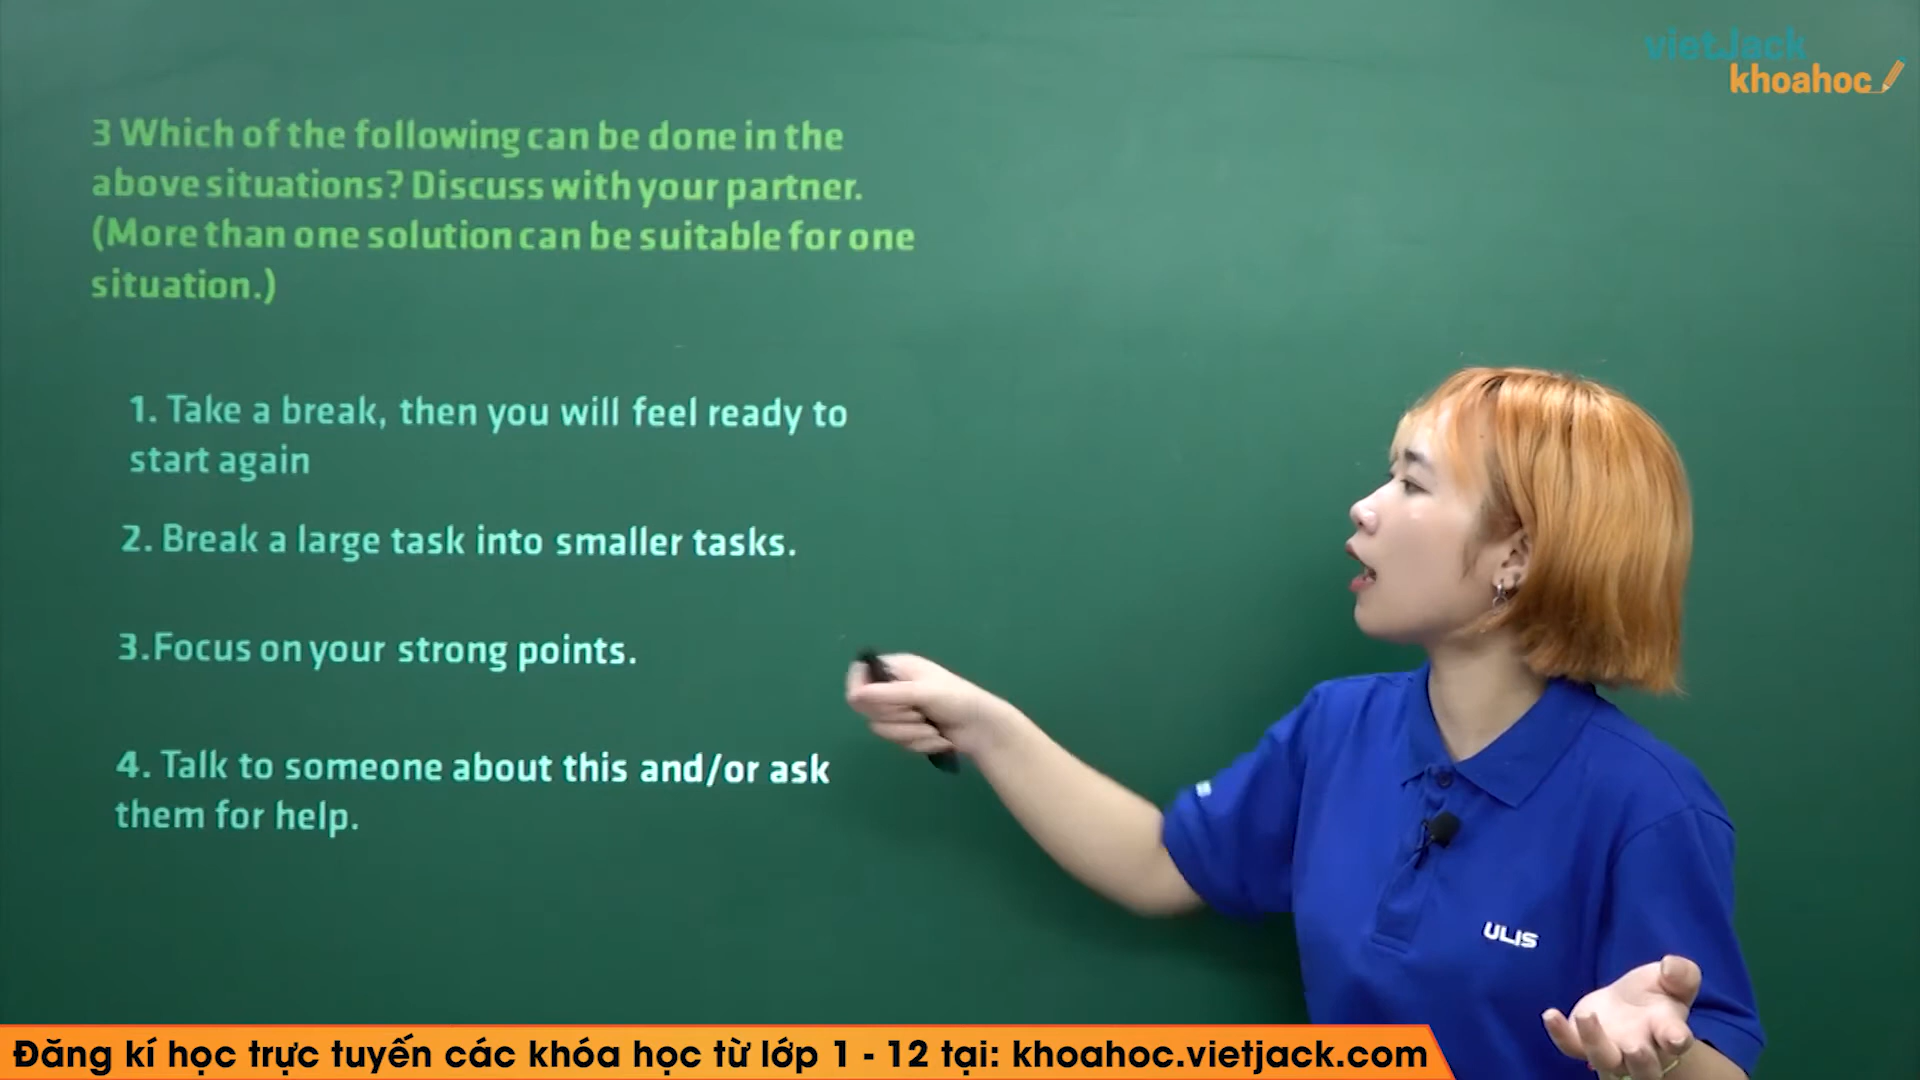 vietJack
khoahoc
3 Which of the following can be done in the
above situations? Discuss with your partner.
(More than one solution can be suitable for one
situation.)
1. Take a break, then you will feel ready to
start again
2. Break a large task into smaller tasks.
3.Focus on your strong points.
4. Talk to someone about this and/or ask
them for help.
ULIS
Đăng kí học trực tuyến các khóa học từ lớp 1 - 12 tại: khoahoc.vietjack.com